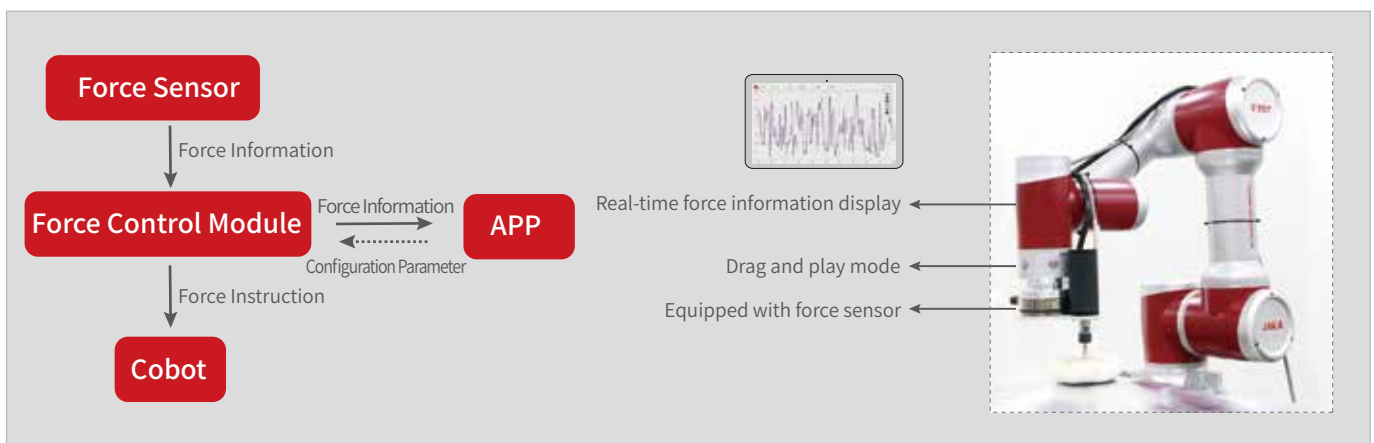 Force Sensor
Force Information
Force Control Module
Force Information
APP
Configuration Parameter
Force Instruction
Cobot
Real-time force information display
Drag and play mode
Equipped with force sensor
JAKA